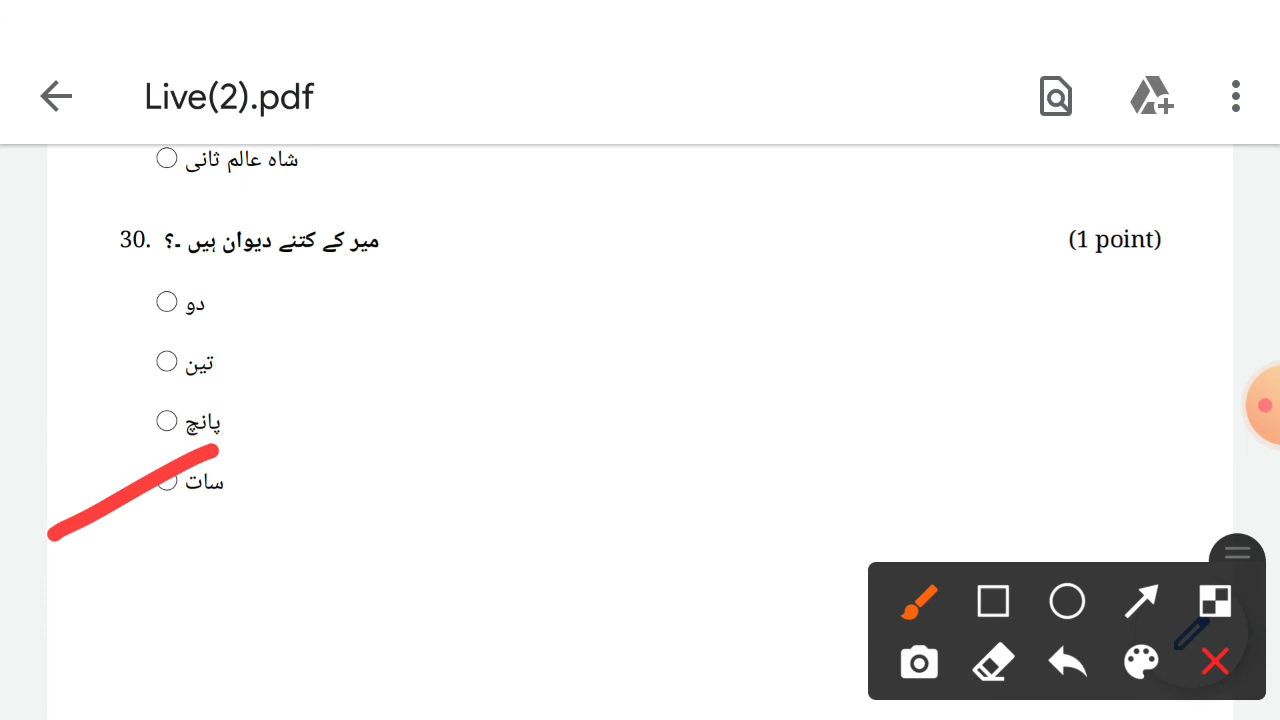 Live(2).pdf
شاہ عالم ثانی
30. میر کے کتنے دیوان ہیں ۔؟ (1 point)
دو
تین
پانچ
سات